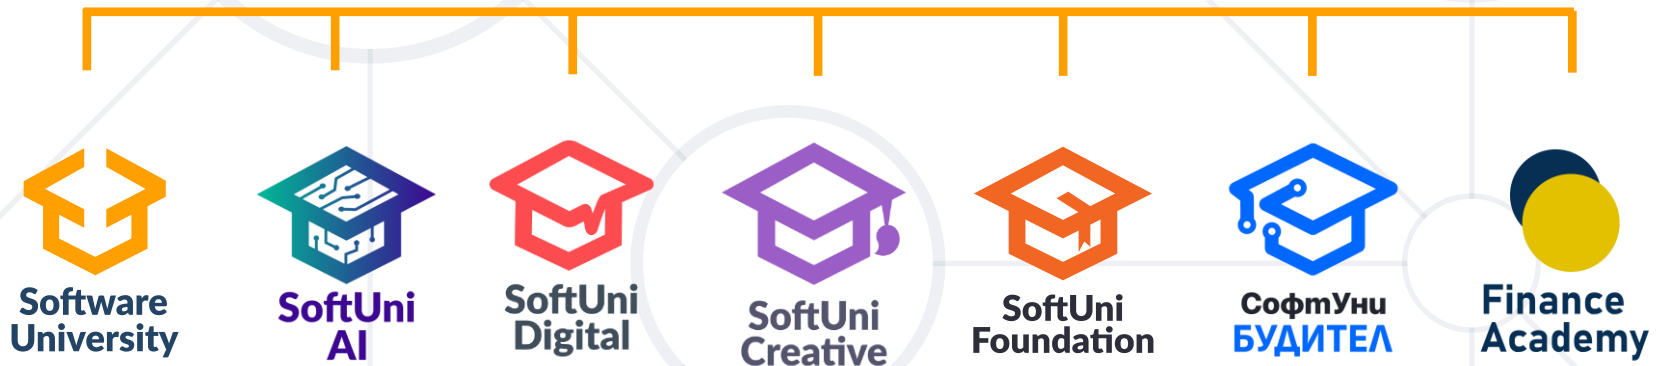 Software
University
SoftUni
AI
SoftUni
Digital
SoftUni
Creative
SoftUni
Foundation
СофтУни
БУДИТЕЛ
Finance
Academy